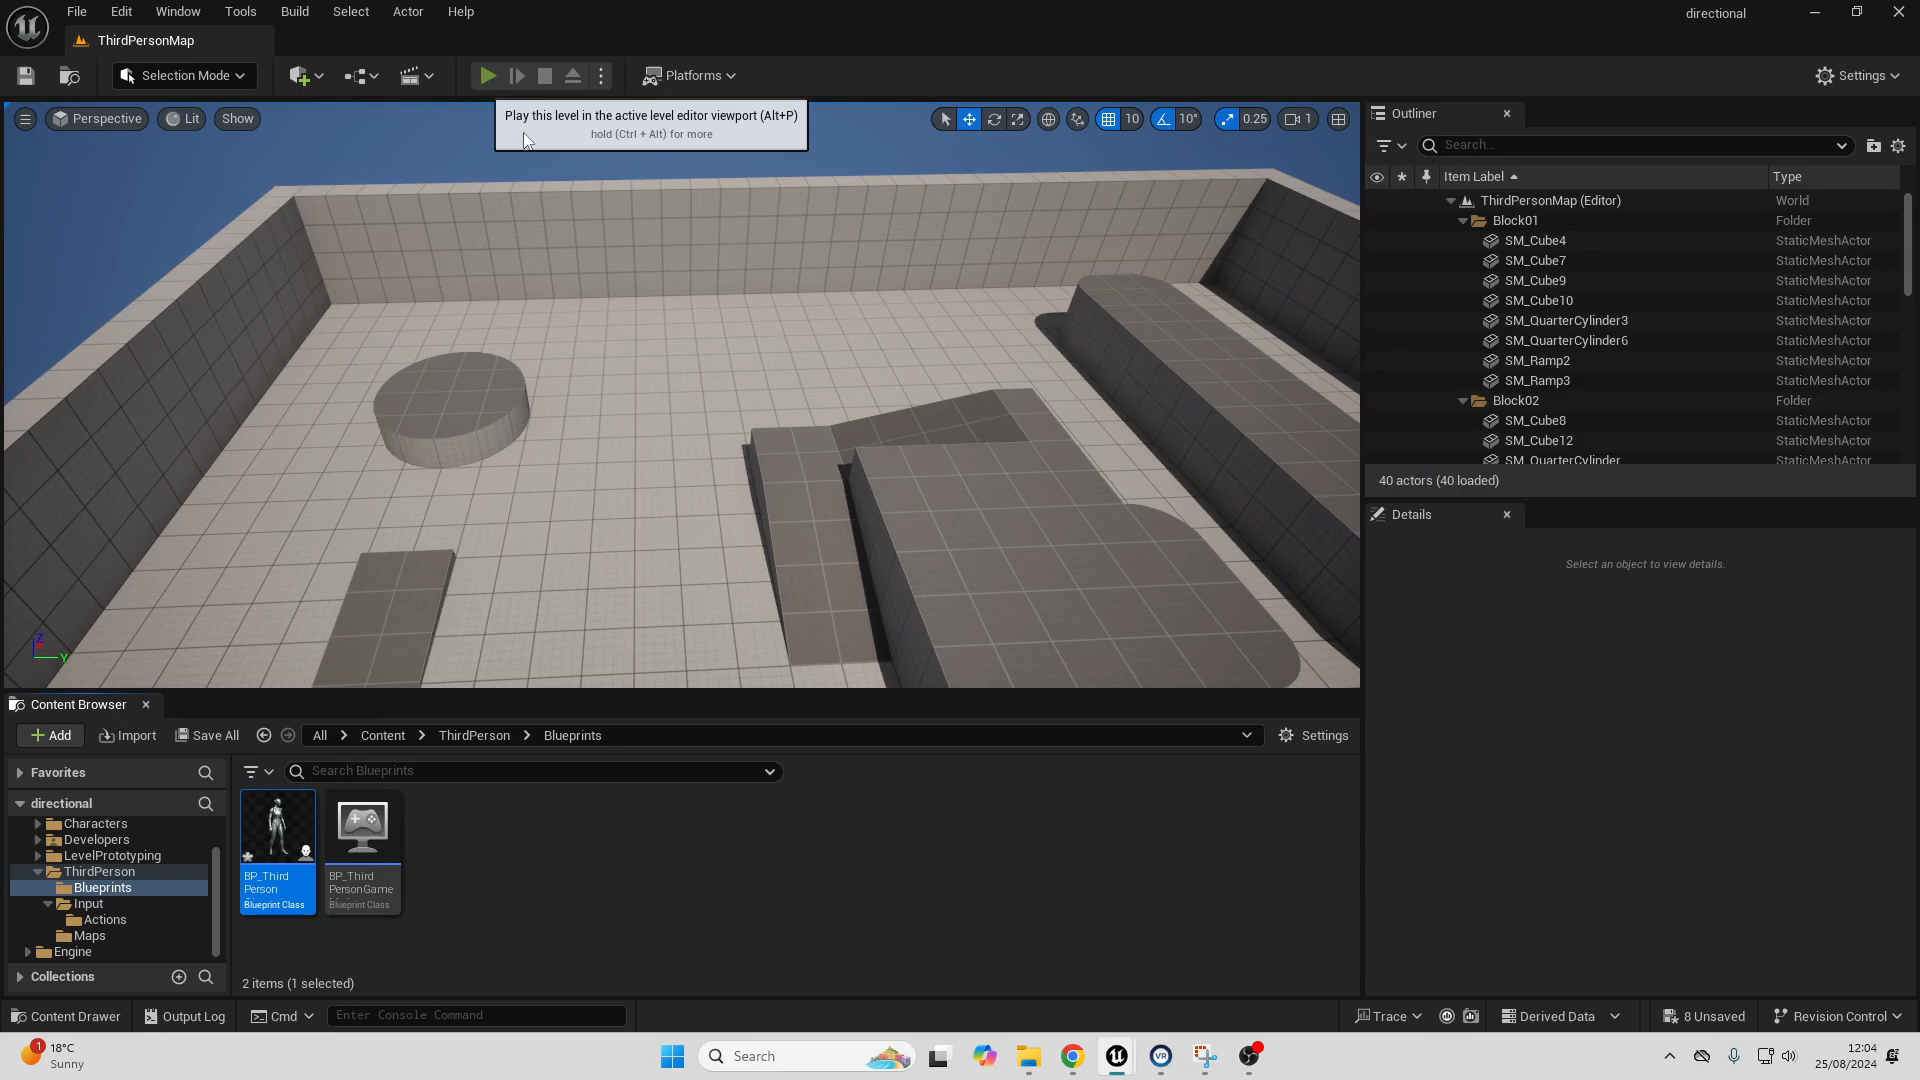 File Edit Window Tools Build Select Actor Help
directional
ThirdPersonMap
Selection Mode
Platforms
Settings
Play this level in the active level editor viewport (Alt+P)
hold (Ctrl + Alt) for more
Perspective
Lit
Show
10
10°
0.25
1
Outliner
Search...
Item Label
Type
ThirdPersonMap (Editor) World
Block01 Folder
SM_Cube4 StaticMeshActor
SM_Cube7 StaticMeshActor
SM_Cube9 StaticMeshActor
SM_Cube10 StaticMeshActor
SM_QuarterCylinder3 StaticMeshActor
SM_QuarterCylinder6 StaticMeshActor
SM_Ramp2 StaticMeshActor
SM_Ramp3 StaticMeshActor
Block02 Folder
SM_Cube8 StaticMeshActor
SM_Cube12 StaticMeshActor
SM_QuarterCylinder StaticMeshActor
40 actors (40 loaded)
Details
Select an object to view details.
Z
Y
Content Browser
Add
Import
Save All
All
Content
ThirdPerson
Blueprints
Settings
Favorites
Search Blueprints
directional
Characters
Developers
LevelPrototyping
ThirdPerson
Blueprints
Input
Actions
Maps
Engine
Collections
BP_Third
Person
Blueprint Class
BP_Third
PersonGame
Blueprint Class
2 items (1 selected)
Content Drawer
Output Log
Cmd
Enter Console Command
Trace
Derived Data
8 Unsaved
Revision Control
1
18°C
Sunny
Search
VR
12:04
25/08/2024